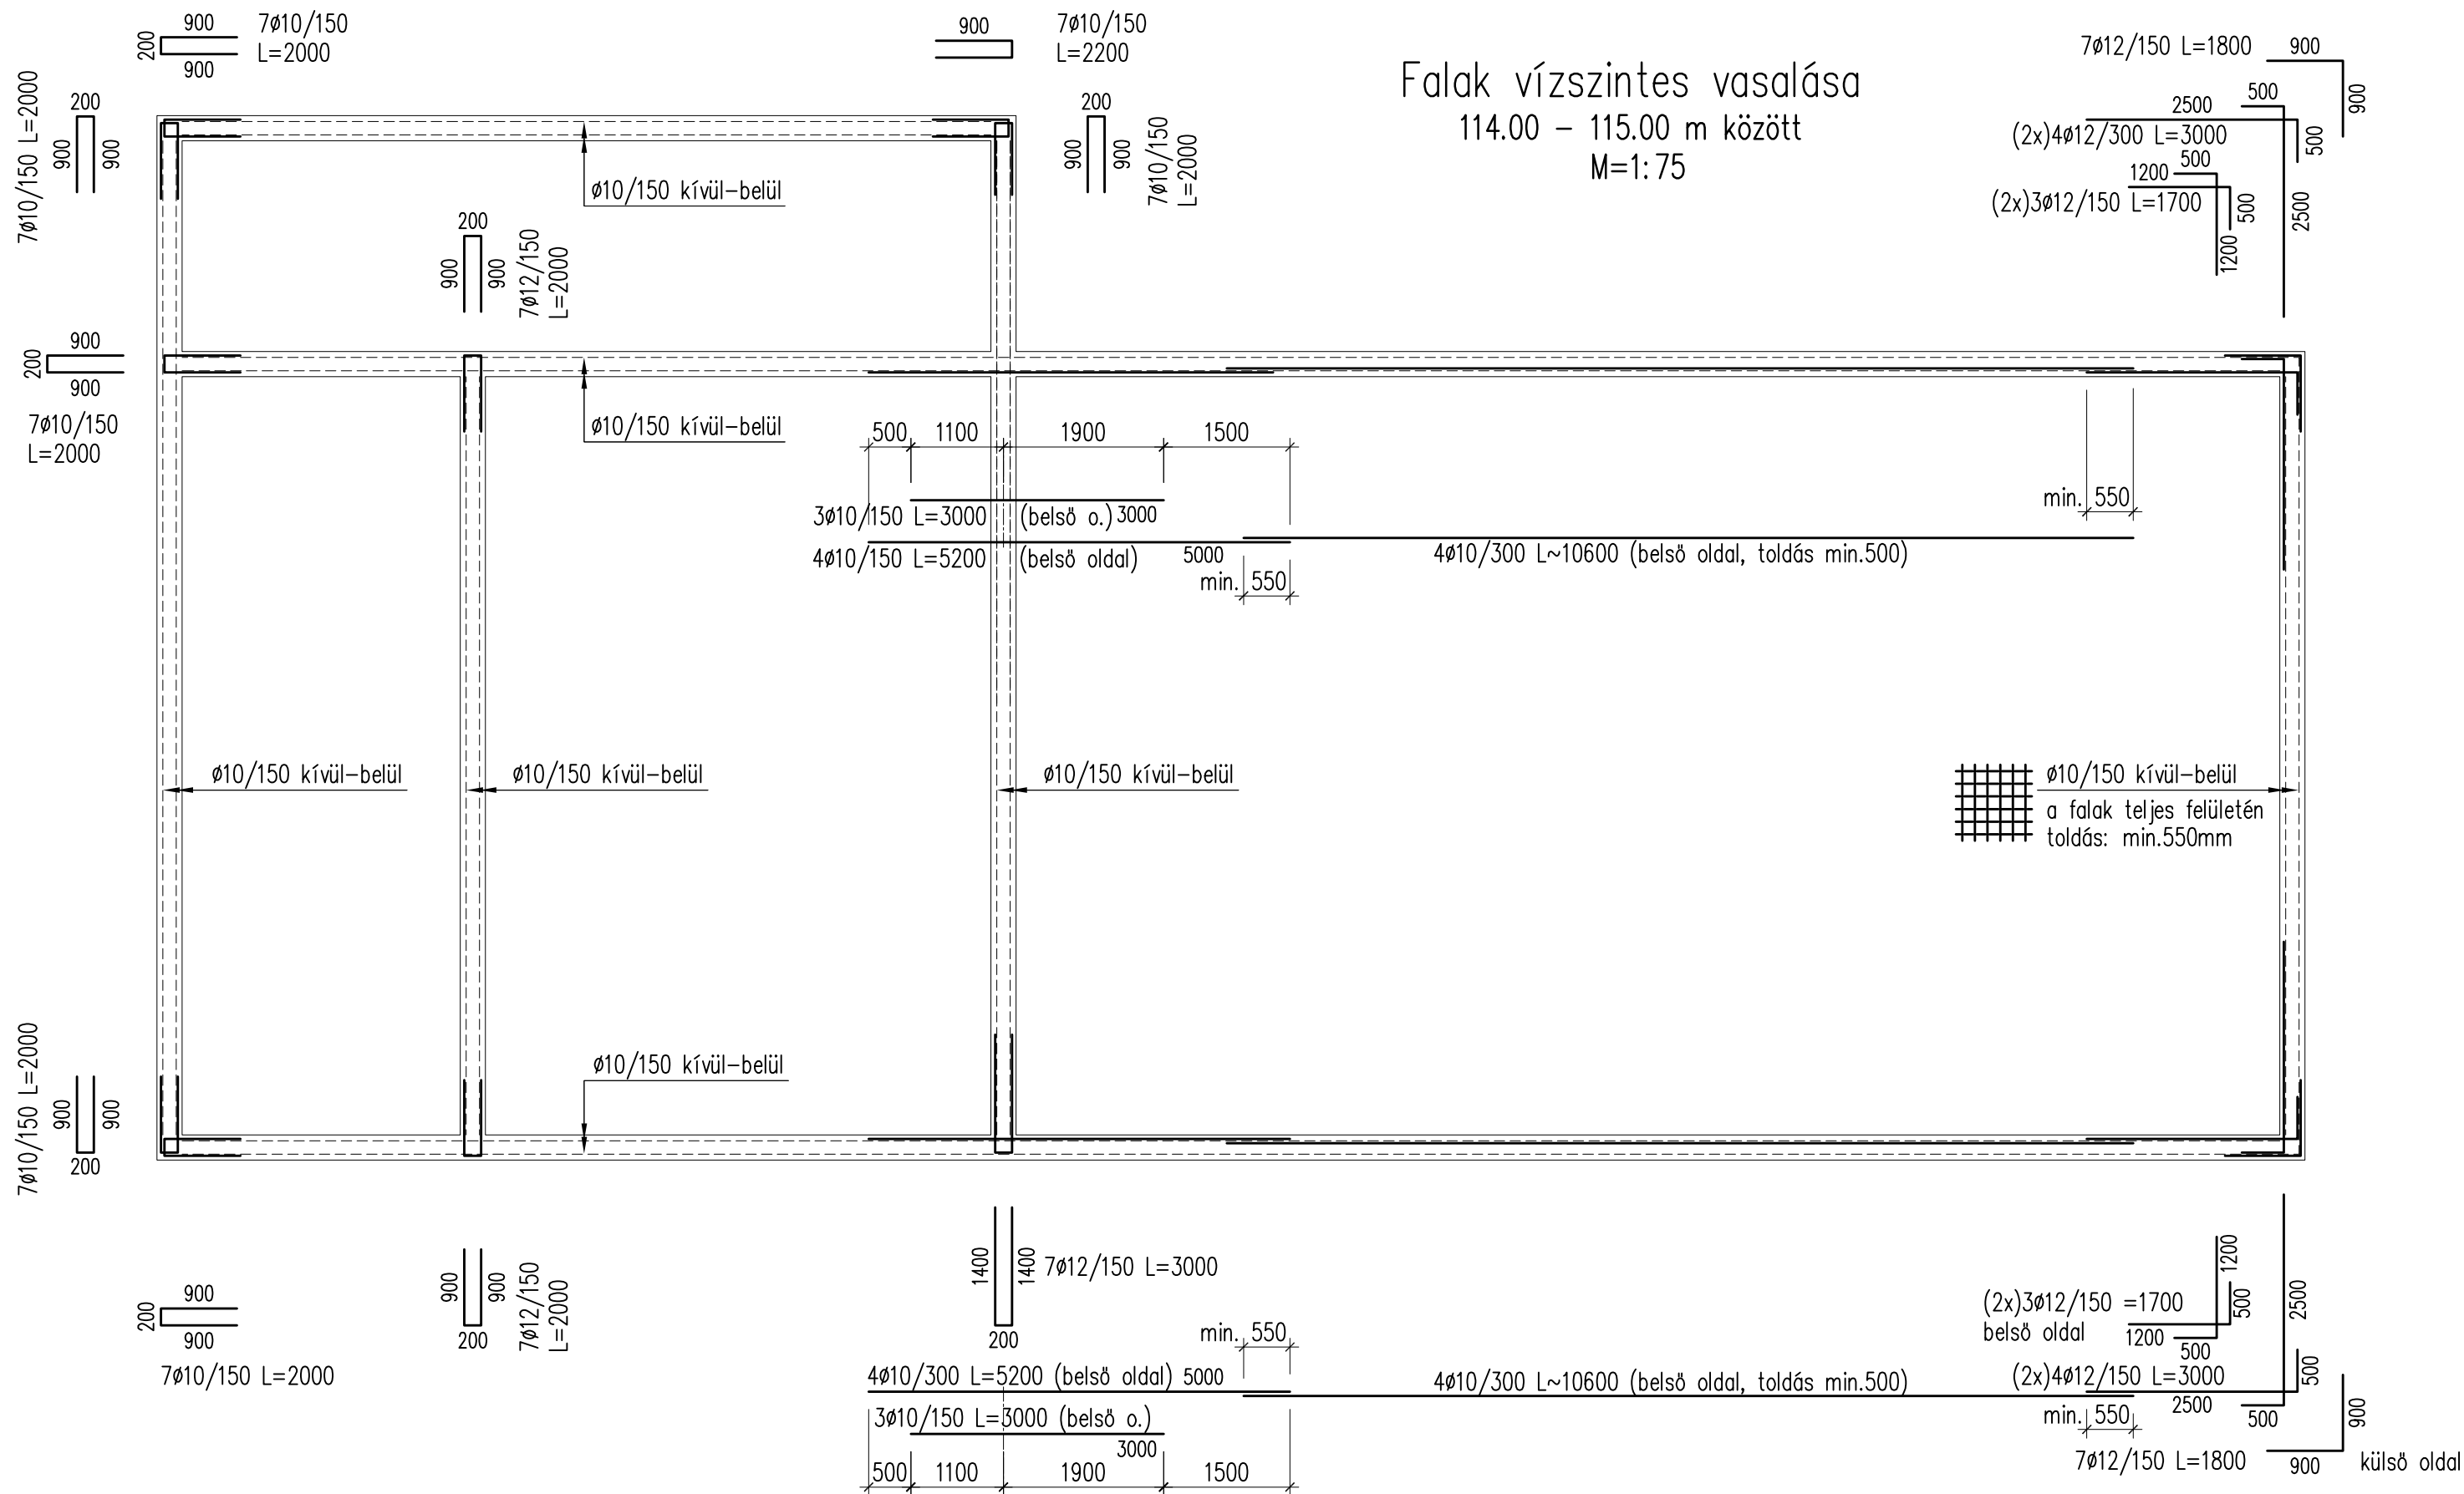 900
200
900
7ø10/150
L=2000
900
7ø10/150
L=2200
Falak vízszintes vasalása
114.00 – 115.00 m között
M=1:75
7ø12/150 L=1800
900
900
500
2500
(2x)4ø12/300 L=3000
500
500
1200
(2x)3ø12/150 L=1700
500
1200
2500
7ø10/150 L=2000
200
900
900
200
900
900
7ø10/150
L=2000
ø10/150 kívül–belül
200
900
900
7ø12/150
L=2000
900
200
900
7ø10/150
L=2000
ø10/150 kívül–belül
500
1100
1900
1500
3ø10/150 L=3000 (belső o.) 3000
4ø10/150 L=5200 (belső oldal)
5000
min. 550
4ø10/300 L~10600 (belső oldal, toldás min.500)
min. 550
ø10/150 kívül–belül
ø10/150 kívül–belül
ø10/150 kívül–belül
ø10/150 kívül–belül
a falak teljes felületén
toldás: min.550mm
7ø10/150 L=2000
900
900
200
ø10/150 kívül–belül
900
200
900
7ø10/150 L=2000
900
900
200
7ø12/150
L=2000
1400
1400
200
7ø12/150 L=3000
min. 550
4ø10/300 L=5200 (belső oldal) 5000
3ø10/150 L=3000 (belső o.)
3000
500
1100
1900
1500
4ø10/300 L~10600 (belső oldal, toldás min.500)
1200
(2x)3ø12/150 =1700
belső oldal
500
1200
500
2500
(2x)4ø12/150 L=3000
500
2500
500
min. 550
900
7ø12/150 L=1800
900
külső oldal